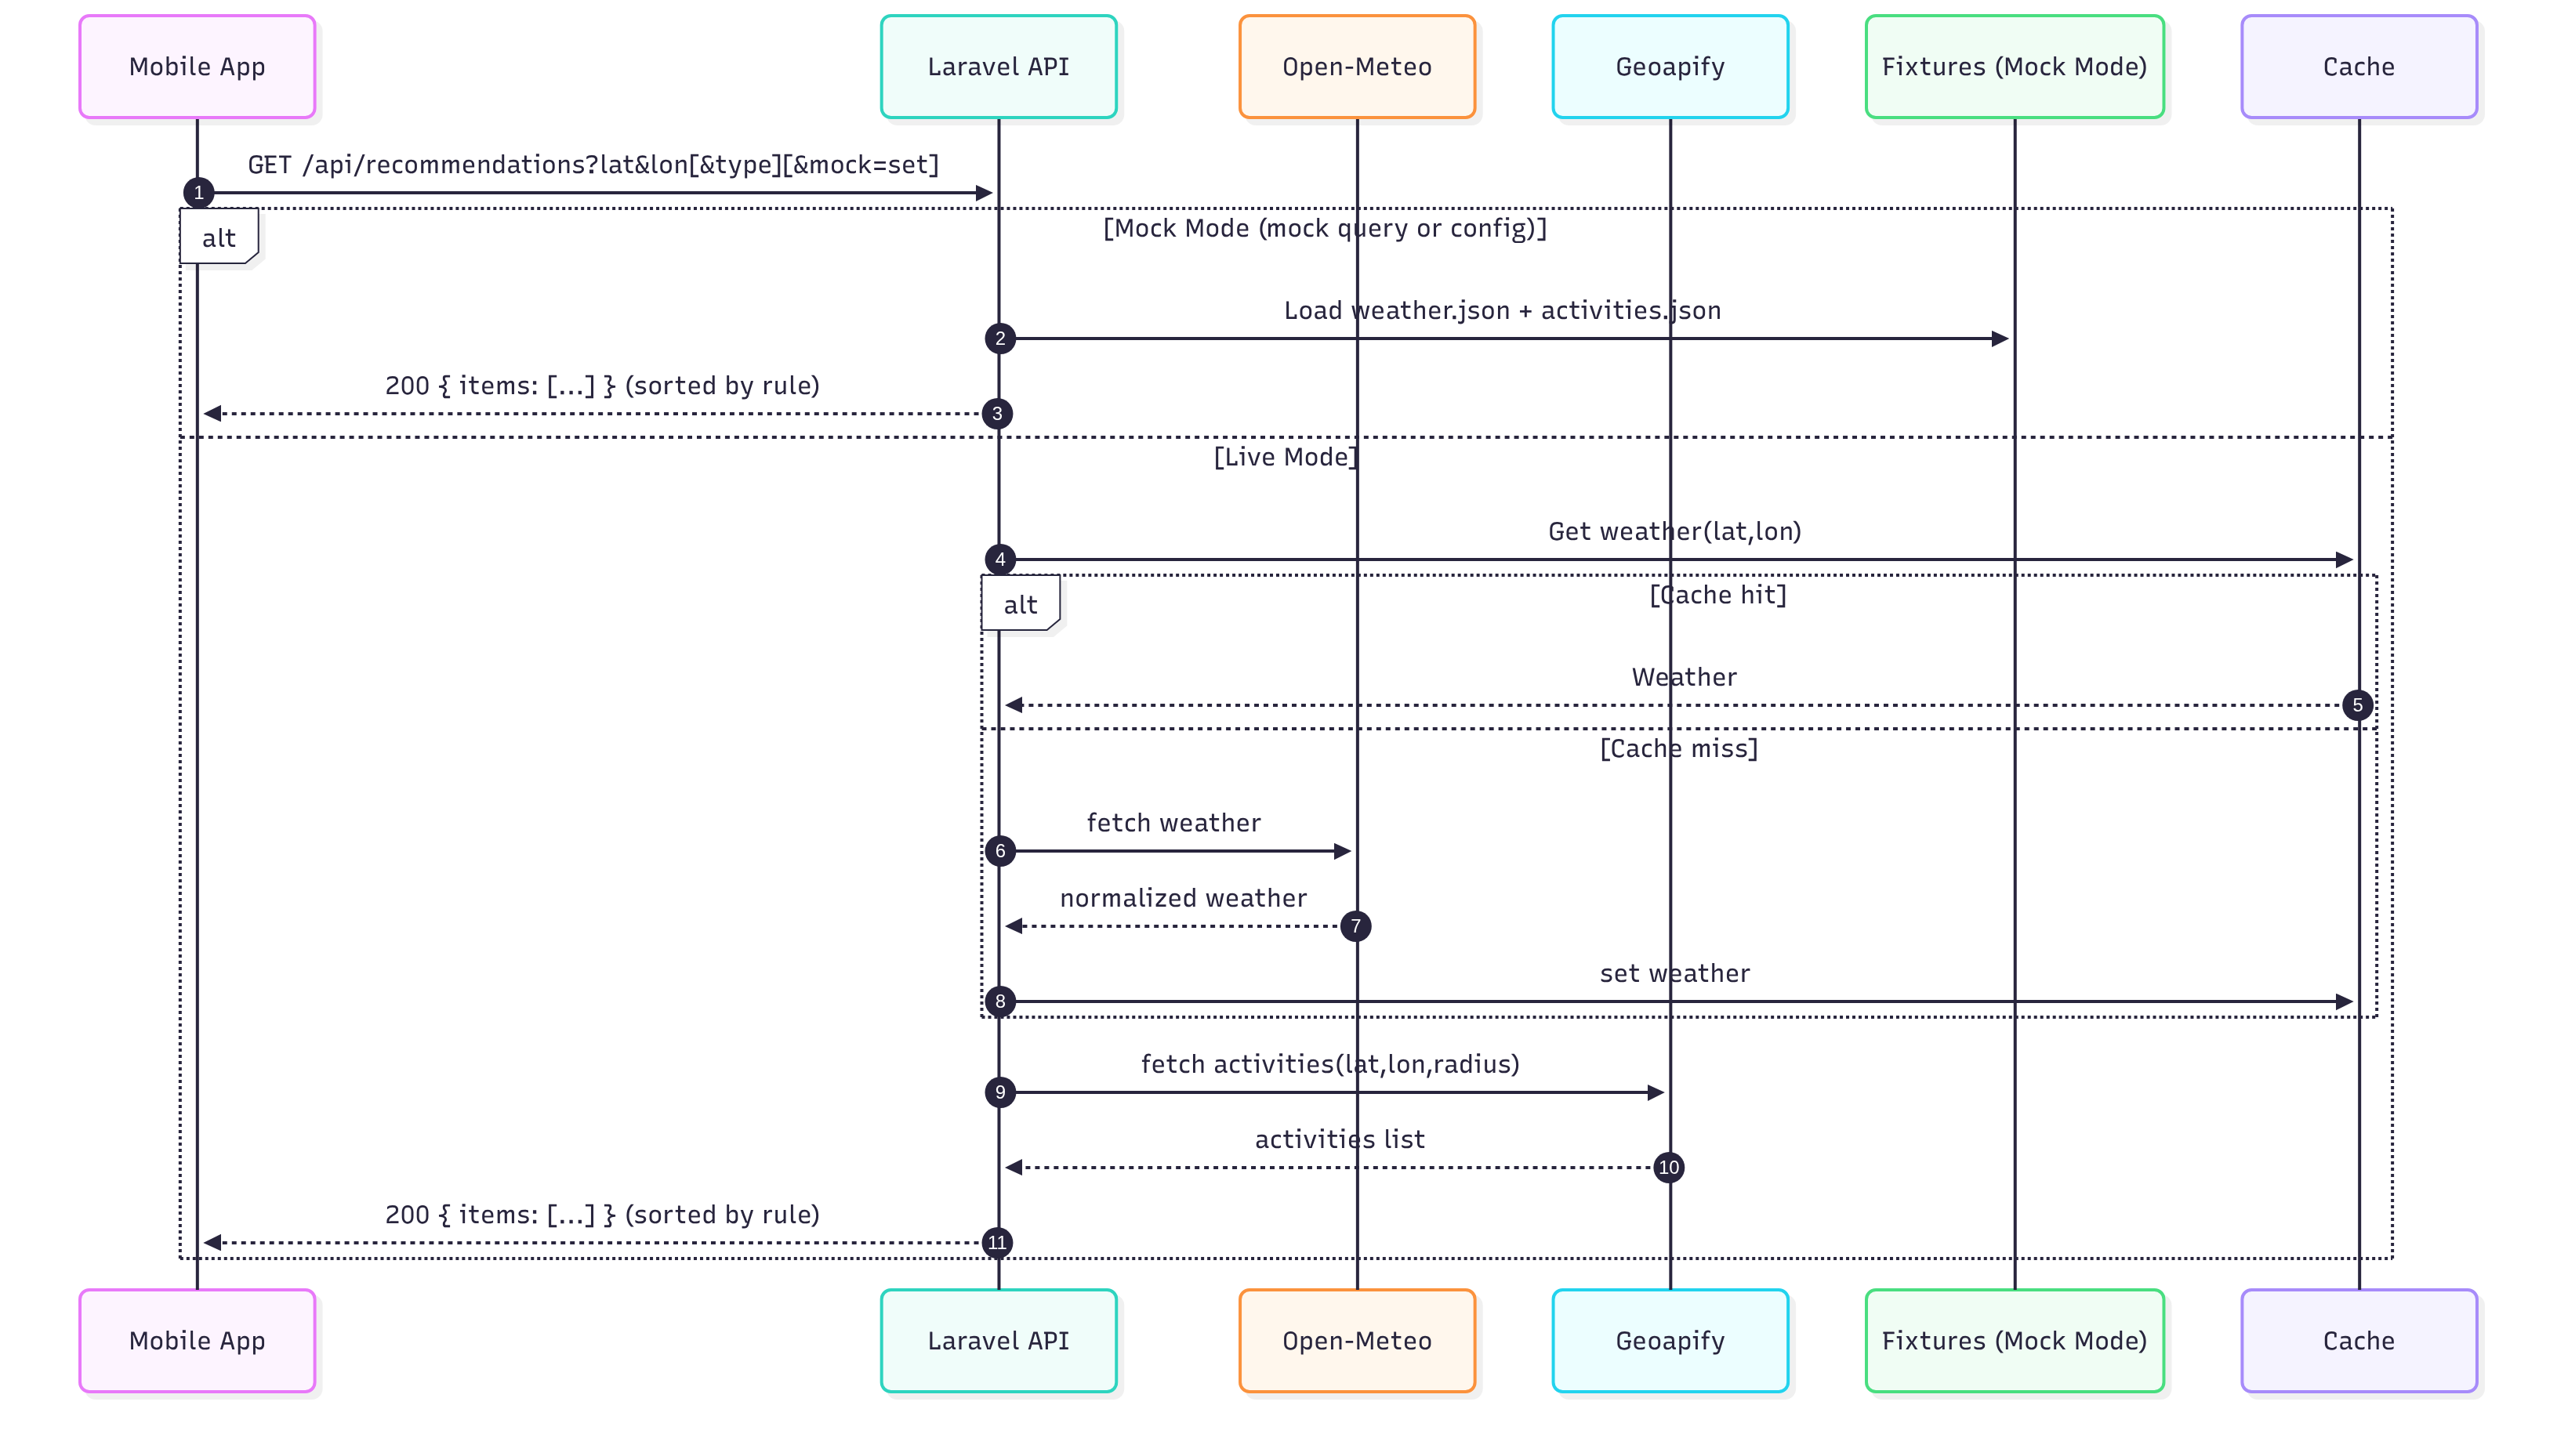 Mobile App
Laravel API
Open-Meteo
Geoapify
Fixtures (Mock Mode)
Cache
GET /api/recommendations?lat&lon[&type][&mock=set]
1
alt
[Mock Mode (mock query or config)]
Load weather.json + activities.json
2
200 { items: [...] } (sorted by rule)
3
[Live Mode]
Get weather(lat,lon)
4
alt
[Cache hit]
Weather
5
[Cache miss]
fetch weather
6
normalized weather
7
set weather
8
fetch activities(lat,lon,radius)
9
activities list
10
200 { items: [...] } (sorted by rule)
11
Mobile App
Laravel API
Open-Meteo
Geoapify
Fixtures (Mock Mode)
Cache